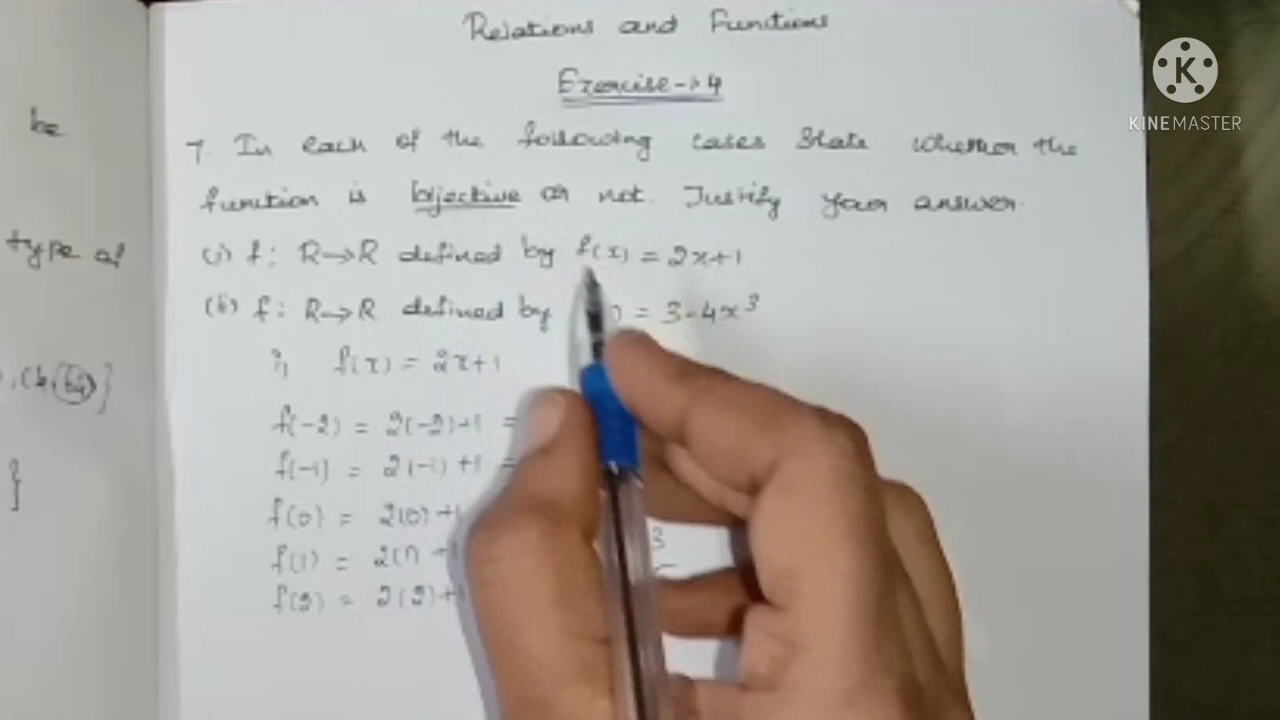 Relations and Functions
Exercise → 4
7. In each of the following cases State whether the
function is bijective or not. Justify your answer.
(i) f: R→R defined by f(x) = 2x+1
(ii) f: R→R defined by ) = 3-4x³
i, f(x) = 2x+1
f(-2) = 2(-2)+1 =
f(-1) = 2(-1)+1 =
f(0) = 2(0)+1
f(1) = 2(1) + 3
f(2) = 2(2)+
be
type of
}
KINEMASTER